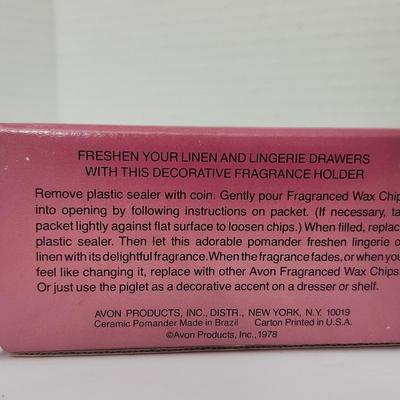 FRESHEN YOUR LINEN AND LINGERIE DRAWERS
WITH THIS DECORATIVE FRAGRANCE HOLDER
Remove plastic sealer with coin. Gently pour Fragranced Wax Chip
into opening by following instructions on packet. (If necessary, ta
packet lightly against flat surface to loosen chips.) When filled, replac
plastic sealer. Then let this adorable pomander freshen lingerie o
linen with its delightful fragrance. When the fragrance fades, or when you
feel like changing it, replace with other Avon Fragranced Wax Chips
Or just use the piglet as a decorative accent on a dresser or shelf.
AVON PRODUCTS, INC., DISTR., NEW YORK, N.Y. 10019
Ceramic Pomander Made in Brazil Carton Printed in U.S.A.
©Avon Products, Inc., 1978